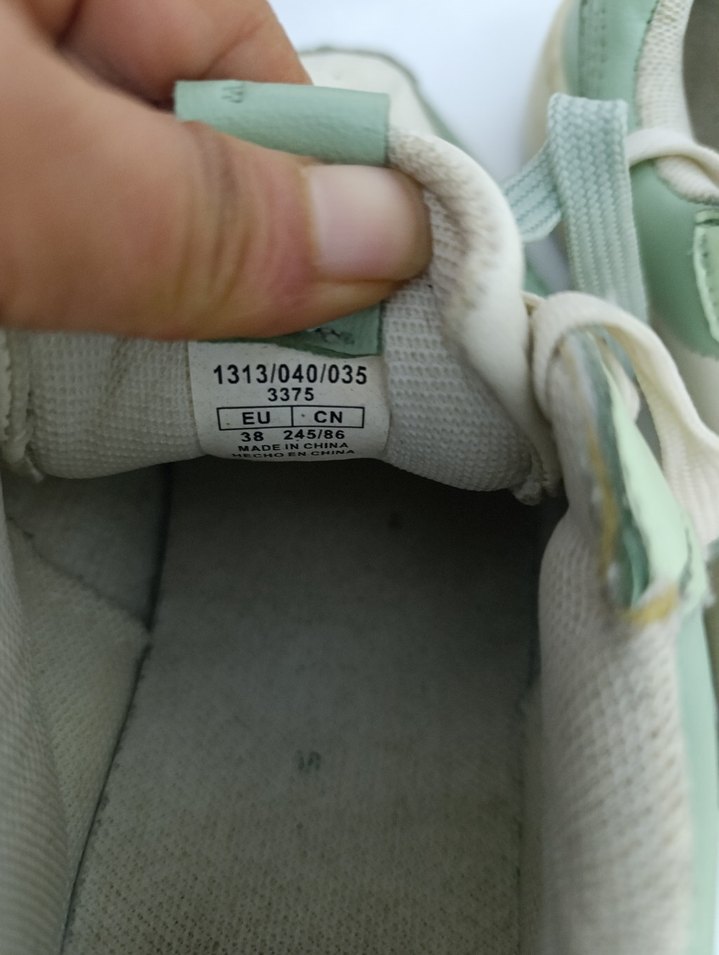 1313/040/035
3375
EU CN
38 245/86
MADE IN CHINA
HECHO EN CHINA